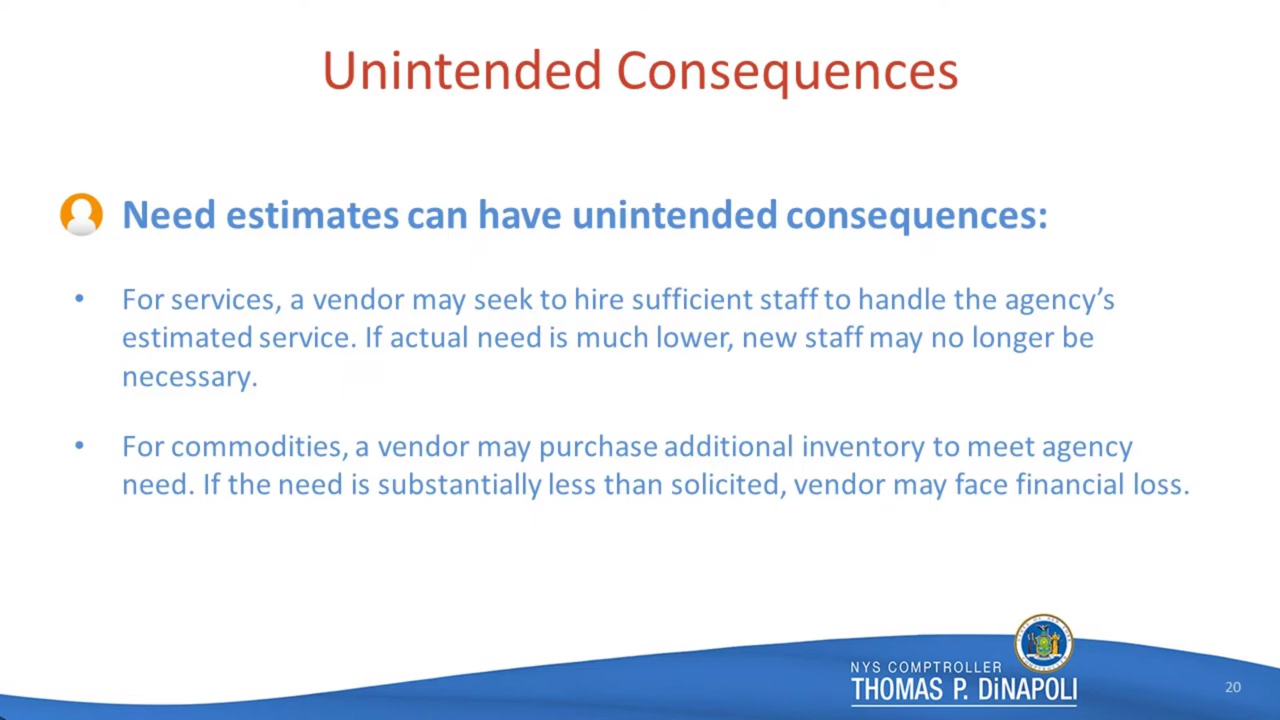 Unintended Consequences
Need estimates can have unintended consequences:
• For services, a vendor may seek to hire sufficient staff to handle the agency’s
estimated service. If actual need is much lower, new staff may no longer be
necessary.
• For commodities, a vendor may purchase additional inventory to meet agency
need. If the need is substantially less than solicited, vendor may face financial loss.
NYS COMPTROLLER
THOMAS P. DiNAPOLI
20